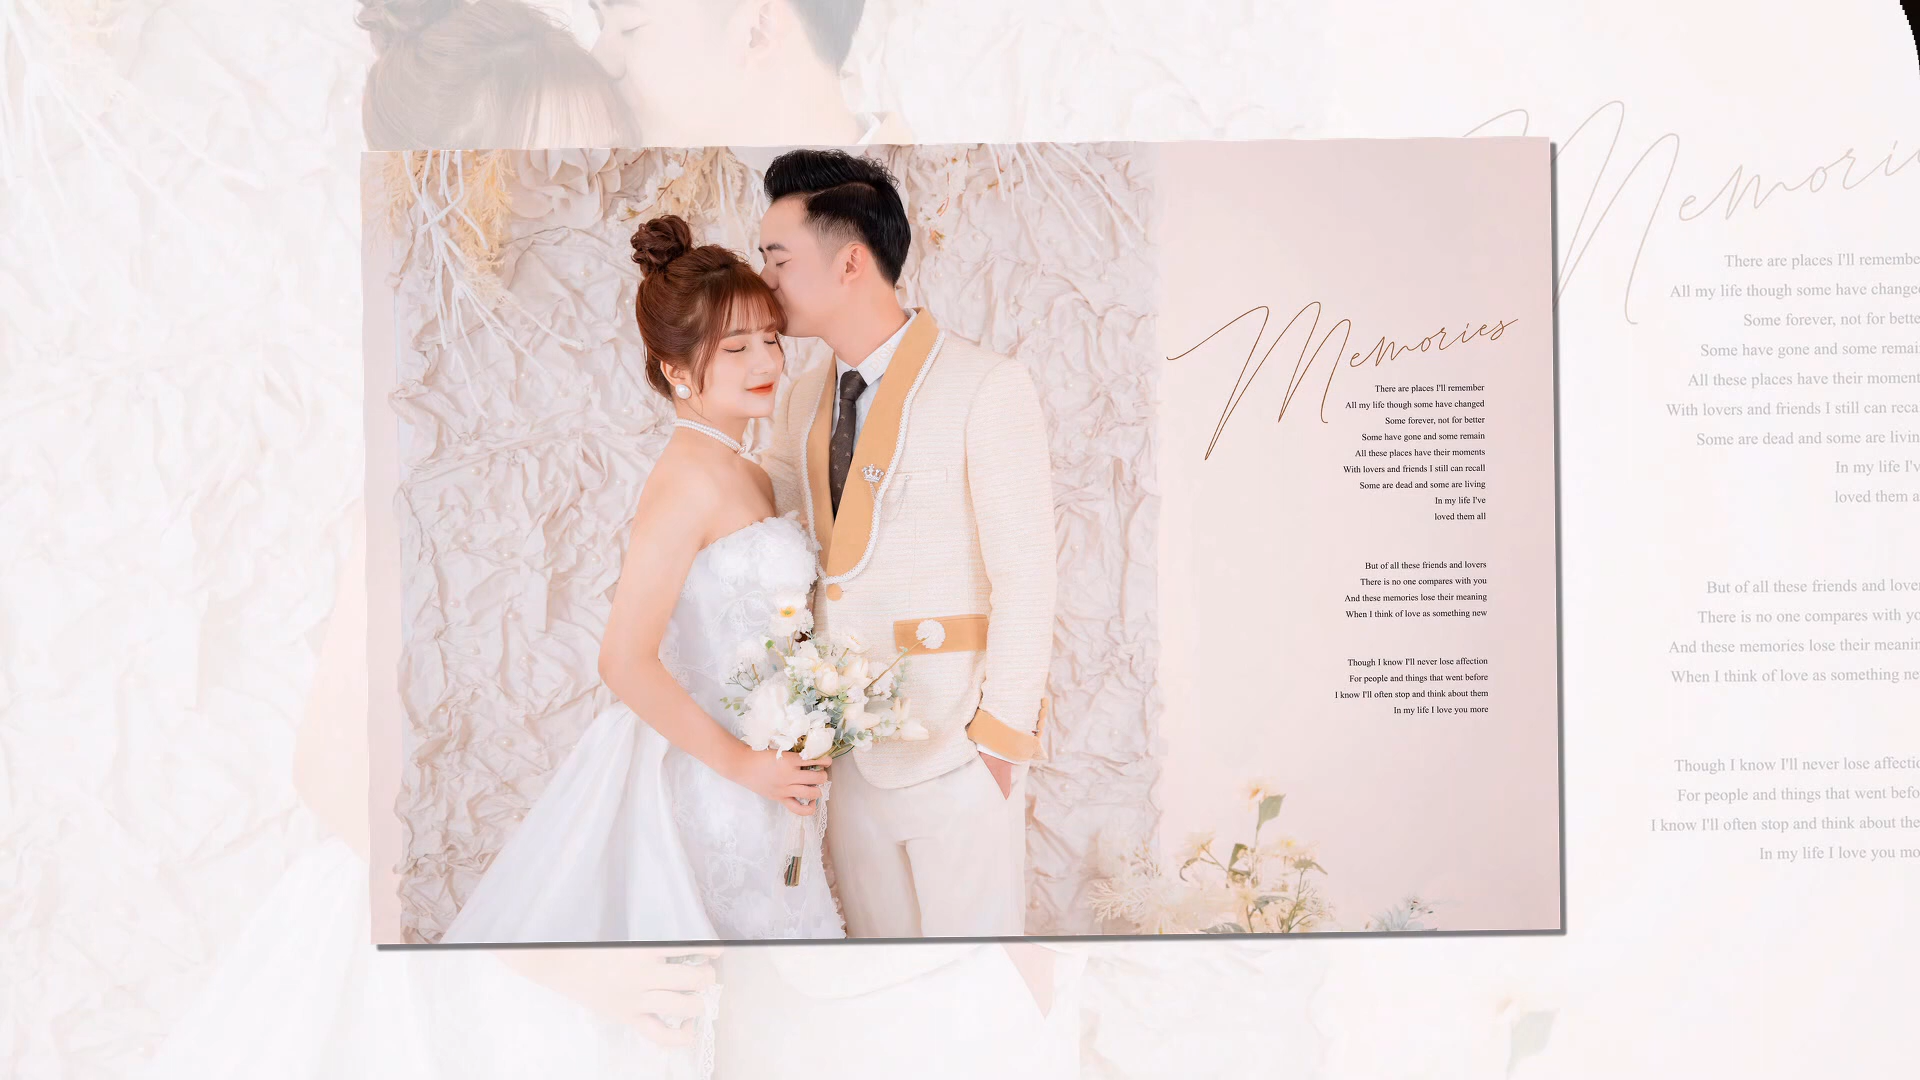 Memories
There are places I'll remember
All my life though some have changed
Some forever, not for better
Some have gone and some remain
All these places have their moments
With lovers and friends I still can recall
Some are dead and some are living
In my life I've
loved them all
But of all these friends and lovers
There is no one compares with you
And these memories lose their meaning
When I think of love as something new
Though I know I'll never lose affection
For people and things that went before
I know I'll often stop and think about them
In my life I love you more